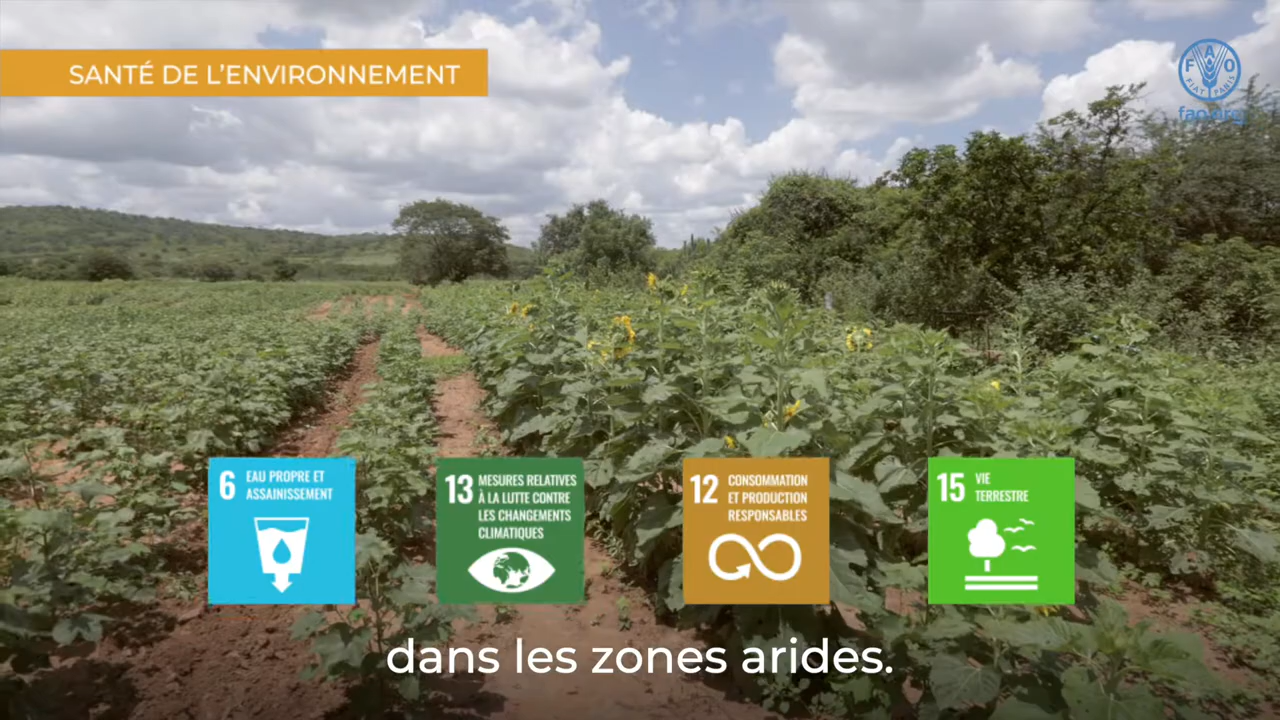 SANTÉ DE L'ENVIRONNEMENT
FAO
FIAT PANIS
fao.org
6 EAU PROPRE ET
ASSAINISSEMENT
13 MESURES RELATIVES
À LA LUTTE CONTRE
LES CHANGEMENTS
CLIMATIQUES
12 CONSOMMATION
ET PRODUCTION
RESPONSABLES
15 VIE
TERRESTRE
dans les zones arides.